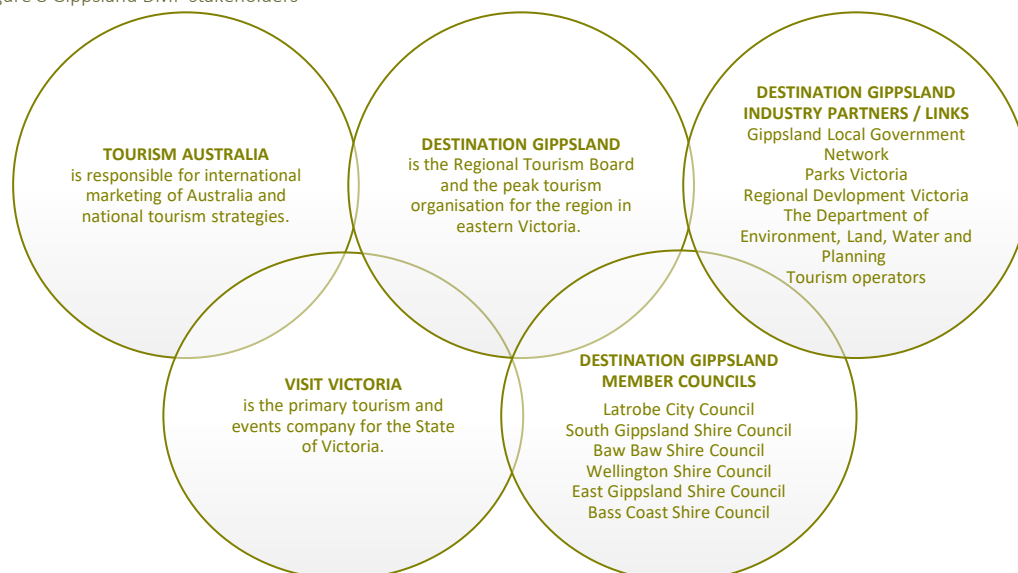 Gippsland DMP stakeholders
TOURISM AUSTRALIA
is responsible for international
marketing of Australia and
national tourism strategies.
DESTINATION GIPPSLAND
is the Regional Tourism Board
and the peak tourism
organisation for the region in
eastern Victoria.
DESTINATION GIPPSLAND
INDUSTRY PARTNERS / LINKS
Gippsland Local Government
Network
Parks Victoria
Regional Devlopment Victoria
The Department of
Environment, Land, Water and
Planning
Tourism operators
VISIT VICTORIA
is the primary tourism and
events company for the State
of Victoria.
DESTINATION GIPPSLAND
MEMBER COUNCILS
Latrobe City Council
South Gippsland Shire Council
Baw Baw Shire Council
Wellington Shire Council
East Gippsland Shire Council
Bass Coast Shire Council